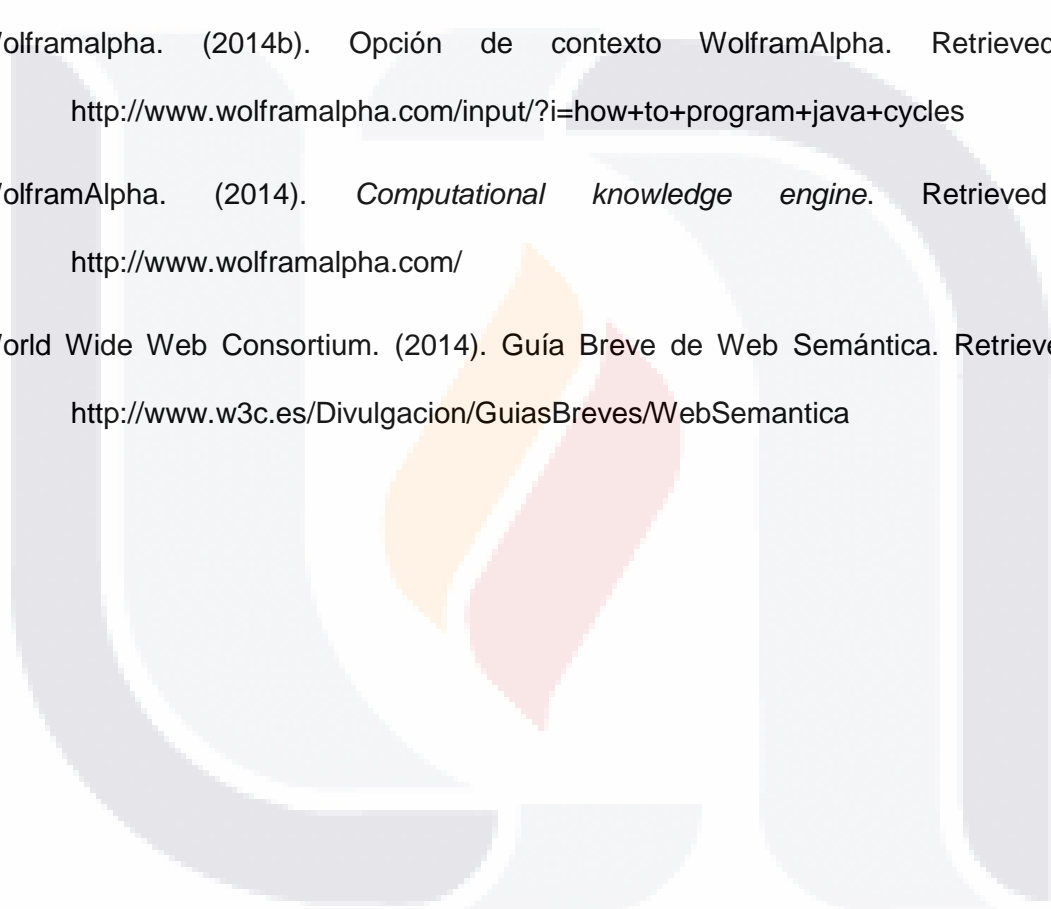 olframalpha. (2014b). Opción de contexto WolframAlpha. Retrieved
http://www.wolframalpha.com/input/?i=how+to+program+java+cycles
olframAlpha. (2014). Computational knowledge engine. Retrieved
http://www.wolframalpha.com/
orld Wide Web Consortium. (2014). Guía Breve de Web Semántica. Retrieve
http://www.w3c.es/Divulgacion/GuiasBreves/WebSemantica